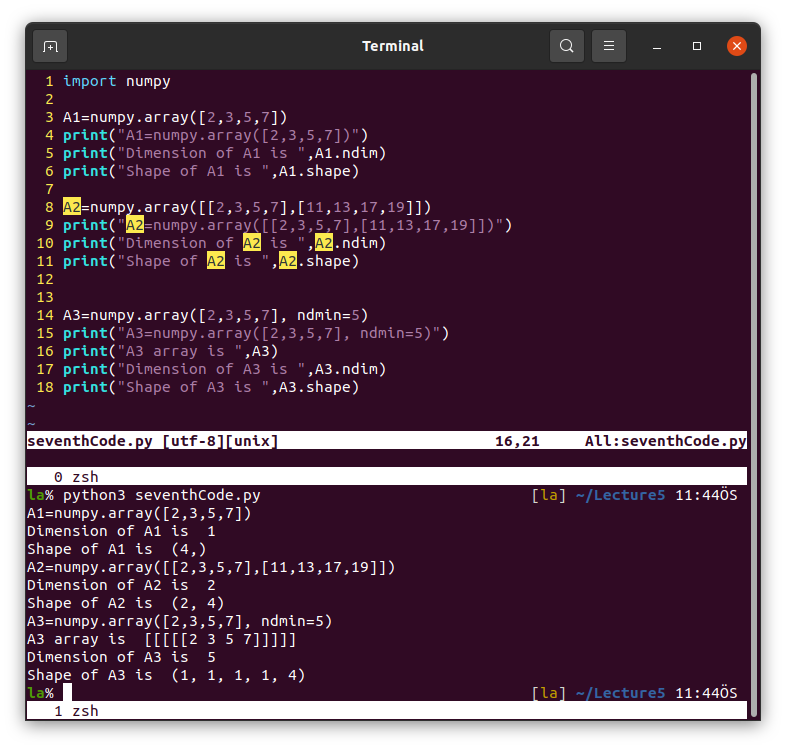 Terminal
1 import numpy
2
3 A1=numpy.array([2,3,5,7])
4 print("A1=numpy.array([2,3,5,7])")
5 print("Dimension of A1 is ",A1.ndim)
6 print("Shape of A1 is ",A1.shape)
7
8 A2=numpy.array([[2,3,5,7],[11,13,17,19]])
9 print("A2=numpy.array([[2,3,5,7],[11,13,17,19]])")
10 print("Dimension of A2 is ",A2.ndim)
11 print("Shape of A2 is ",A2.shape)
12
13
14 A3=numpy.array([2,3,5,7], ndmin=5)
15 print("A3=numpy.array([2,3,5,7], ndmin=5)")
16 print("A3 array is ",A3)
17 print("Dimension of A3 is ",A3.ndim)
18 print("Shape of A3 is ",A3.shape)
~
~
seventhCode.py [utf-8][unix] 16,21 All:seventhCode.py
0 zsh
la% python3 seventhCode.py [la] ~/Lecture5 11:44ÖS
A1=numpy.array([2,3,5,7])
Dimension of A1 is  1
Shape of A1 is  (4,)
A2=numpy.array([[2,3,5,7],[11,13,17,19]])
Dimension of A2 is  2
Shape of A2 is  (2, 4)
A3=numpy.array([2,3,5,7], ndmin=5)
A3 array is  [[[[[2 3 5 7]]]]]
Dimension of A3 is  5
Shape of A3 is  (1, 1, 1, 1, 4)
la% [la] ~/Lecture5 11:44ÖS
1 zsh